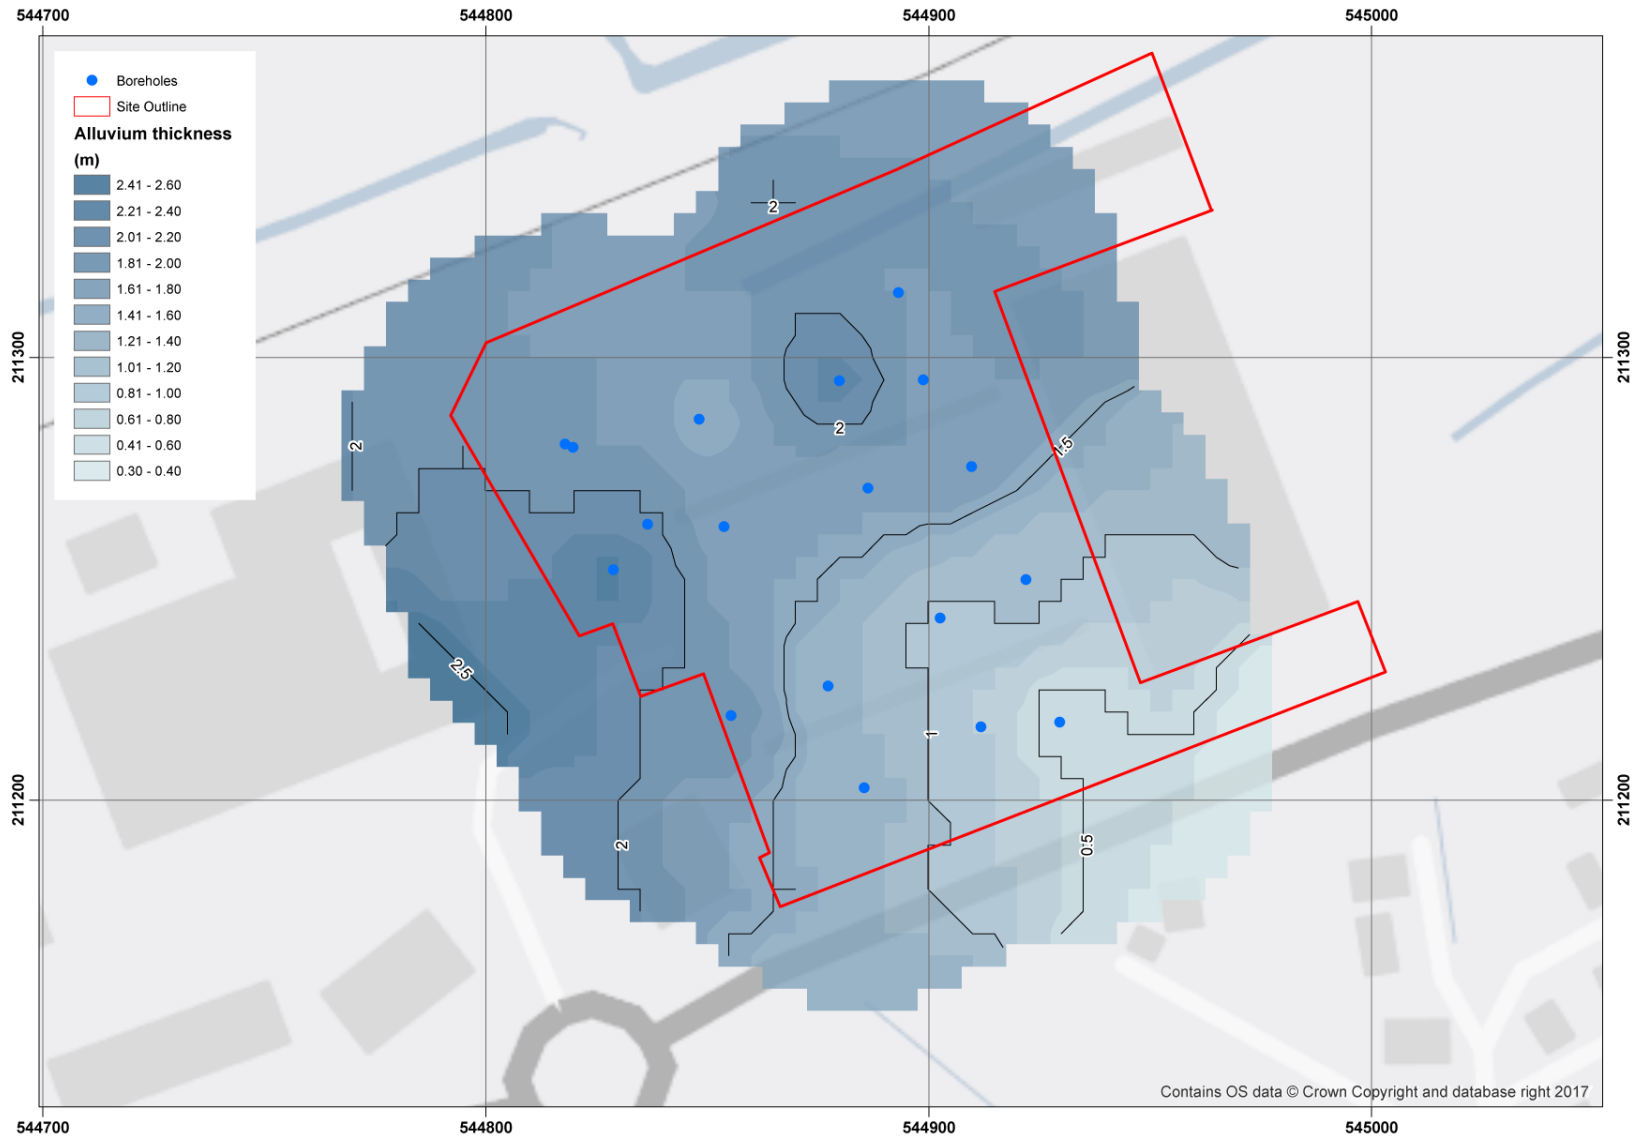 544700 544800 544900 545000
Boreholes
Site Outline
Alluvium thickness
(m)
2.41 - 2.60
2.21 - 2.40
2.01 - 2.20
1.81 - 2.00
1.61 - 1.80
1.41 - 1.60
1.21 - 1.40
1.01 - 1.20
0.81 - 1.00
0.61 - 0.80
0.41 - 0.60
0.30 - 0.40
2
211300 211300
2
2
1.5
2.5
1
211200 211200
2
0.5
Contains OS data © Crown Copyright and database right 2017
544700 544800 544900 545000